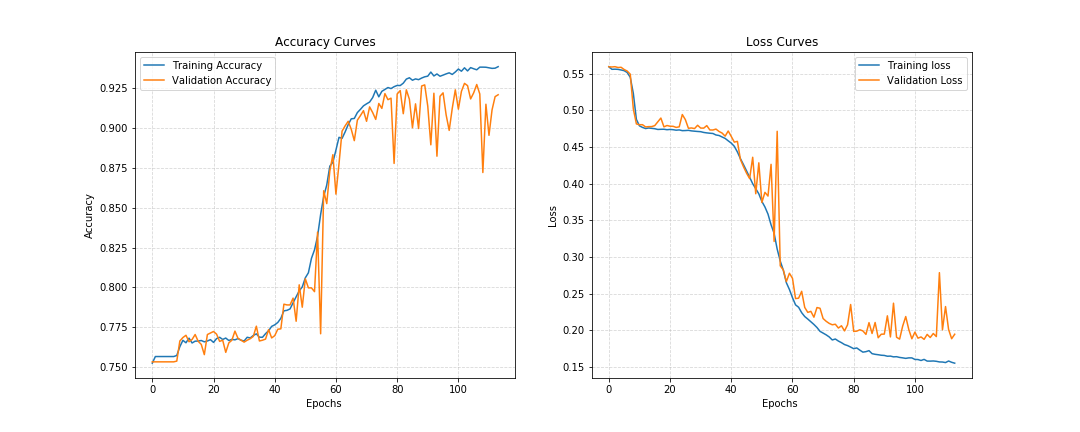 Accuracy Curves
Training Accuracy
Validation Accuracy
Accuracy
0.925
0.900
0.875
0.850
0.825
0.800
0.775
0.750
0
20
40
60
80
100
Epochs
Loss Curves
Training loss
Validation Loss
Loss
0.55
0.50
0.45
0.40
0.35
0.30
0.25
0.20
0.15
0
20
40
60
80
100
Epochs